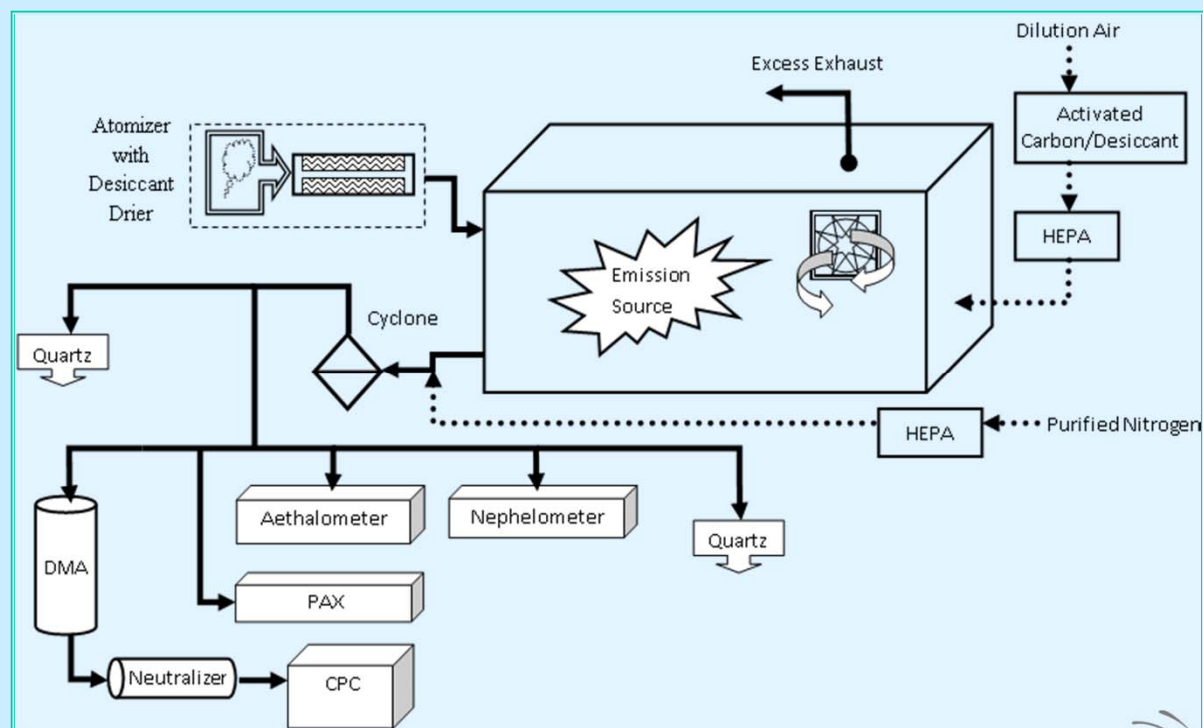 Dilution Air
Excess Exhaust
Activated
Carbon/Desiccant
Atomizer
with
Desiccant
Drier
HEPA
Emission
Source
Cyclone
Quartz
HEPA
Purified Nitrogen
Aethalometer
Nephelometer
Quartz
DMA
PAX
Neutralizer
CPC